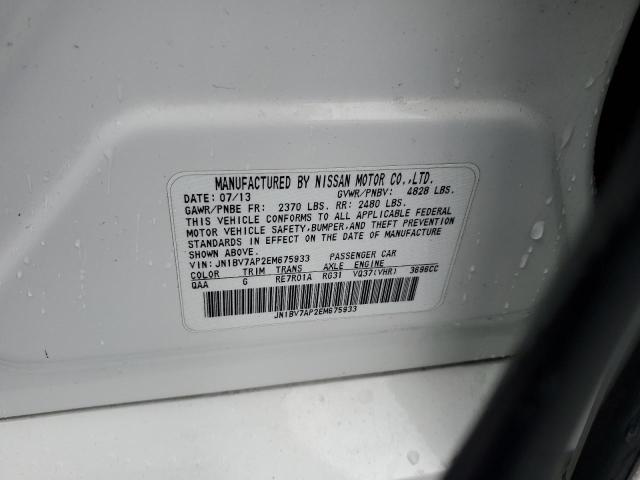 MANUFACTURED BY NISSAN MOTOR CO.,LTD.
DATE: 07/13 GVWR/PNBV: 4828 LBS.
GAWR/PNBE FR: 2370 LBS. RR: 2480 LBS.
THIS VEHICLE CONFORMS TO ALL APPLICABLE FEDERAL
MOTOR VEHICLE SAFETY,BUMPER,AND THEFT PREVENTION
STANDARDS IN EFFECT ON THE DATE OF MANUFACTURE
SHOWN ABOVE.
VIN: JN1BV7AP2EM675933 PASSENGER CAR
COLOR TRIM TRANS AXLE ENGINE
QAA G RE7R01A RG31 VQ37(VHR) 3696CC
JN1BV7AP2EM675933